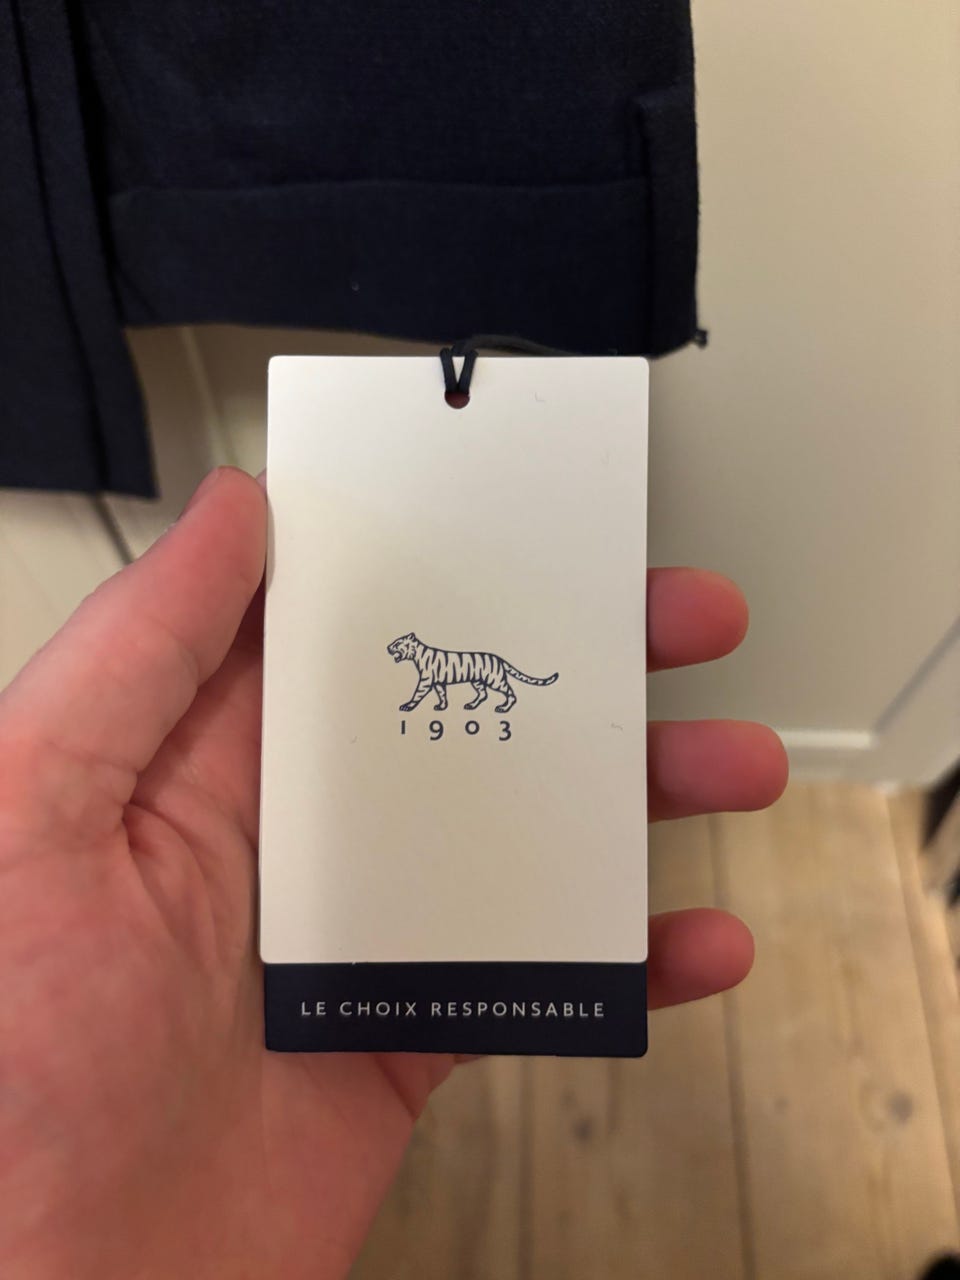 1903
LE CHOIX RESPONSABLE